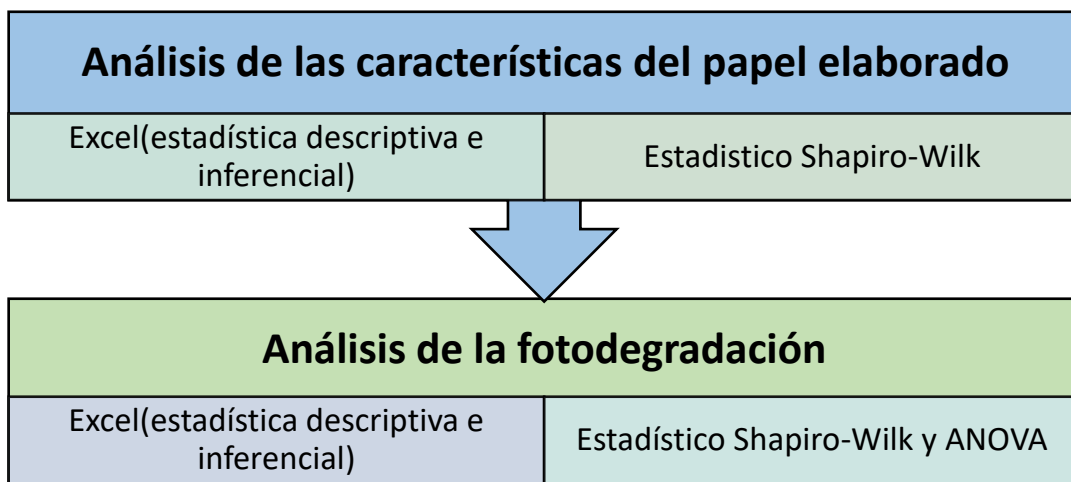 Análisis de las características del papel elaborado
Excel(estadística descriptiva e
inferencial)
Estadistico Shapiro-Wilk
Análisis de la fotodegradación
Excel(estadística descriptiva e
inferencial)
Estadístico Shapiro-Wilk y ANOVA